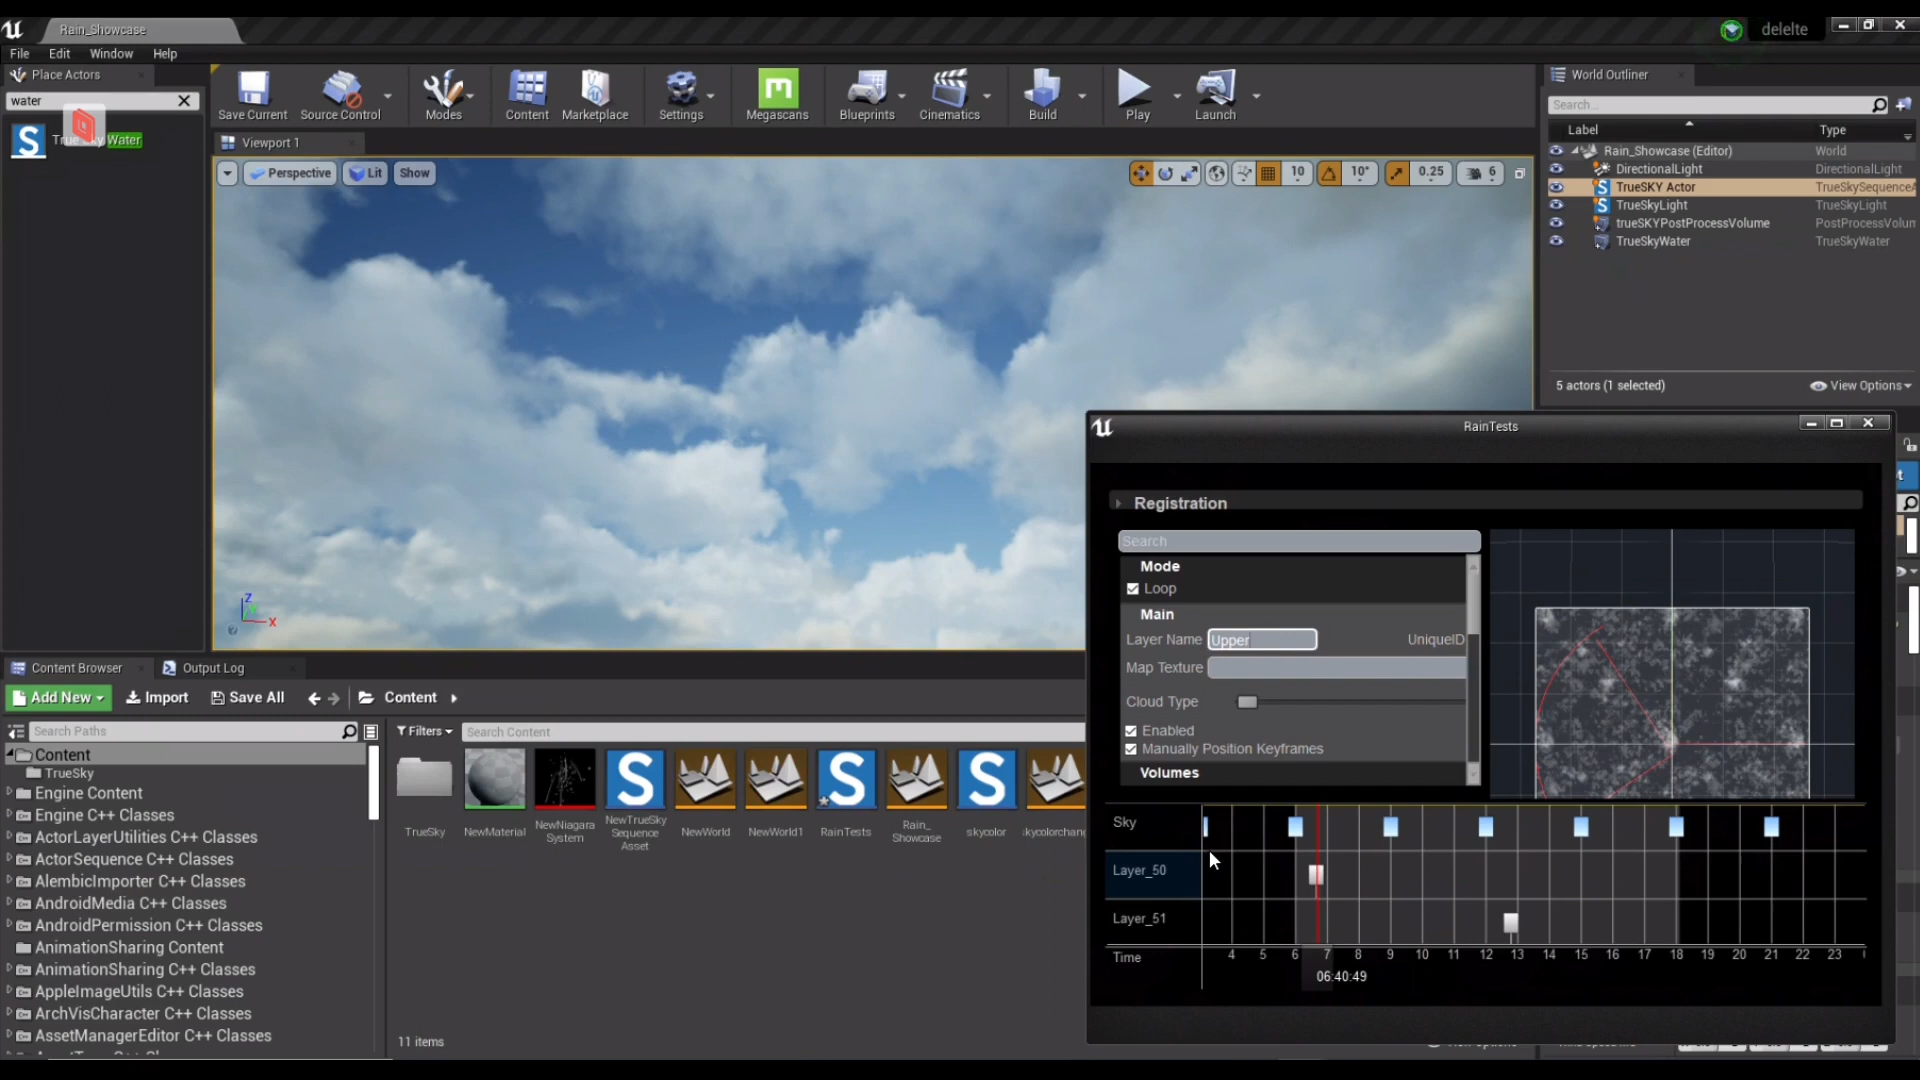 Rain_Showcase
delelte
File Edit Window Help
Place Actors
water
Water
Save Current
Source Control
Modes
Content
Marketplace
Settings
Megascans
Blueprints
Cinematics
Build
Play
Launch
Viewport 1
Perspective
Lit
Show
10
10°
0.25
6
World Outliner
Search...
Label Type
Rain_Showcase (Editor) World
DirectionalLight DirectionalLight
TrueSKY Actor TrueSkySequenceA
TrueSkyLight TrueSkyLight
trueSKYPostProcessVolume PostProcessVolum
TrueSkyWater TrueSkyWater
5 actors (1 selected)
View Options
Z
X
RainTests
Registration
Search
Mode
Loop
Main
Layer Name Upper UniqueID
Map Texture
Cloud Type
Enabled
Manually Position Keyframes
Volumes
Sky
Layer_50
Layer_51
Time 4 5 6 7 8 9 10 11 12 13 14 15 16 17 18 19 20 21 22 23
06:40:49
Content Browser
Output Log
Add New
Import
Save All
Content
Search Paths
Filters
Search Content
Content
TrueSky
Engine Content
Engine C++ Classes
ActorLayerUtilities C++ Classes
ActorSequence C++ Classes
AlembicImporter C++ Classes
AndroidMedia C++ Classes
AndroidPermission C++ Classes
AnimationSharing Content
AnimationSharing C++ Classes
AppleImageUtils C++ Classes
ArchVisCharacter C++ Classes
AssetManagerEditor C++ Classes
TrueSky
NewMaterial
NewNiagara
System
NewTrueSky
Sequence
Asset
NewWorld
NewWorld1
RainTests
Rain_
Showcase
skycolor
skycolorchang
11 items